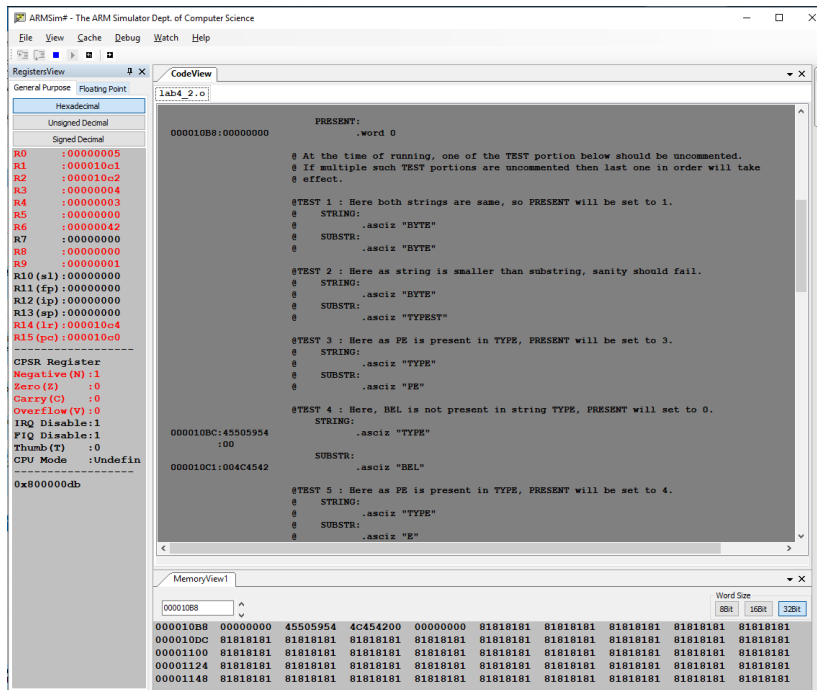 ARMSim# - The ARM Simulator Dept. of Computer Science
File View Cache Debug Watch Help
RegistersView
General Purpose Floating Point
Hexadecimal
Unsigned Decimal
Signed Decimal
R0 :00000005
R1 :000010c1
R2 :000010c2
R3 :00000004
R4 :00000003
R5 :00000000
R6 :00000042
R7 :00000000
R8 :00000000
R9 :00000001
R10(sl):00000000
R11(fp):00000000
R12(ip):00000000
R13(sp):00000000
R14(lr):000010c4
R15(pc):000010c0
------------------
CPSR Register
Negative(N):1
Zero(Z) :0
Carry(C) :0
Overflow(V):0
IRQ Disable:1
FIQ Disable:1
Thumb(T) :0
CPU Mode :Undefin
------------------
0x800000db
CodeView
lab4_2.o
PRESENT:
000010B8:00000000 .word 0
@ At the time of running, one of the TEST portion below should be uncommented.
@ If multiple such TEST portions are uncommented then last one in order will take
@ effect.
@TEST 1 : Here both strings are same, so PRESENT will be set to 1.
@ STRING:
@ .asciz "BYTE"
@ SUBSTR:
@ .asciz "BYTE"
@TEST 2 : Here as string is smaller than substring, sanity should fail.
@ STRING:
@ .asciz "BYTE"
@ SUBSTR:
@ .asciz "TYPEST"
@TEST 3 : Here as PE is present in TYPE, PRESENT will be set to 3.
@ STRING:
@ .asciz "TYPE"
@ SUBSTR:
@ .asciz "PE"
@TEST 4 : Here, BEL is not present in string TYPE, PRESENT will set to 0.
STRING:
000010BC:45505954 .asciz "TYPE"
:00
SUBSTR:
000010C1:004C4542 .asciz "BEL"
@TEST 5 : Here as PE is present in TYPE, PRESENT will be set to 4.
@ STRING:
@ .asciz "TYPE"
@ SUBSTR:
@ .asciz "E"
MemoryView1
000010B8
Word Size
8Bit 16Bit 32Bit
000010B8 00000000 45505954 4C454200 00000000 81818181 81818181 81818181 81818181 81818181
000010DC 81818181 81818181 81818181 81818181 81818181 81818181 81818181 81818181 81818181
00001100 81818181 81818181 81818181 81818181 81818181 81818181 81818181 81818181 81818181
00001124 81818181 81818181 81818181 81818181 81818181 81818181 81818181 81818181 81818181
00001148 81818181 81818181 81818181 81818181 81818181 81818181 81818181 81818181 81818181